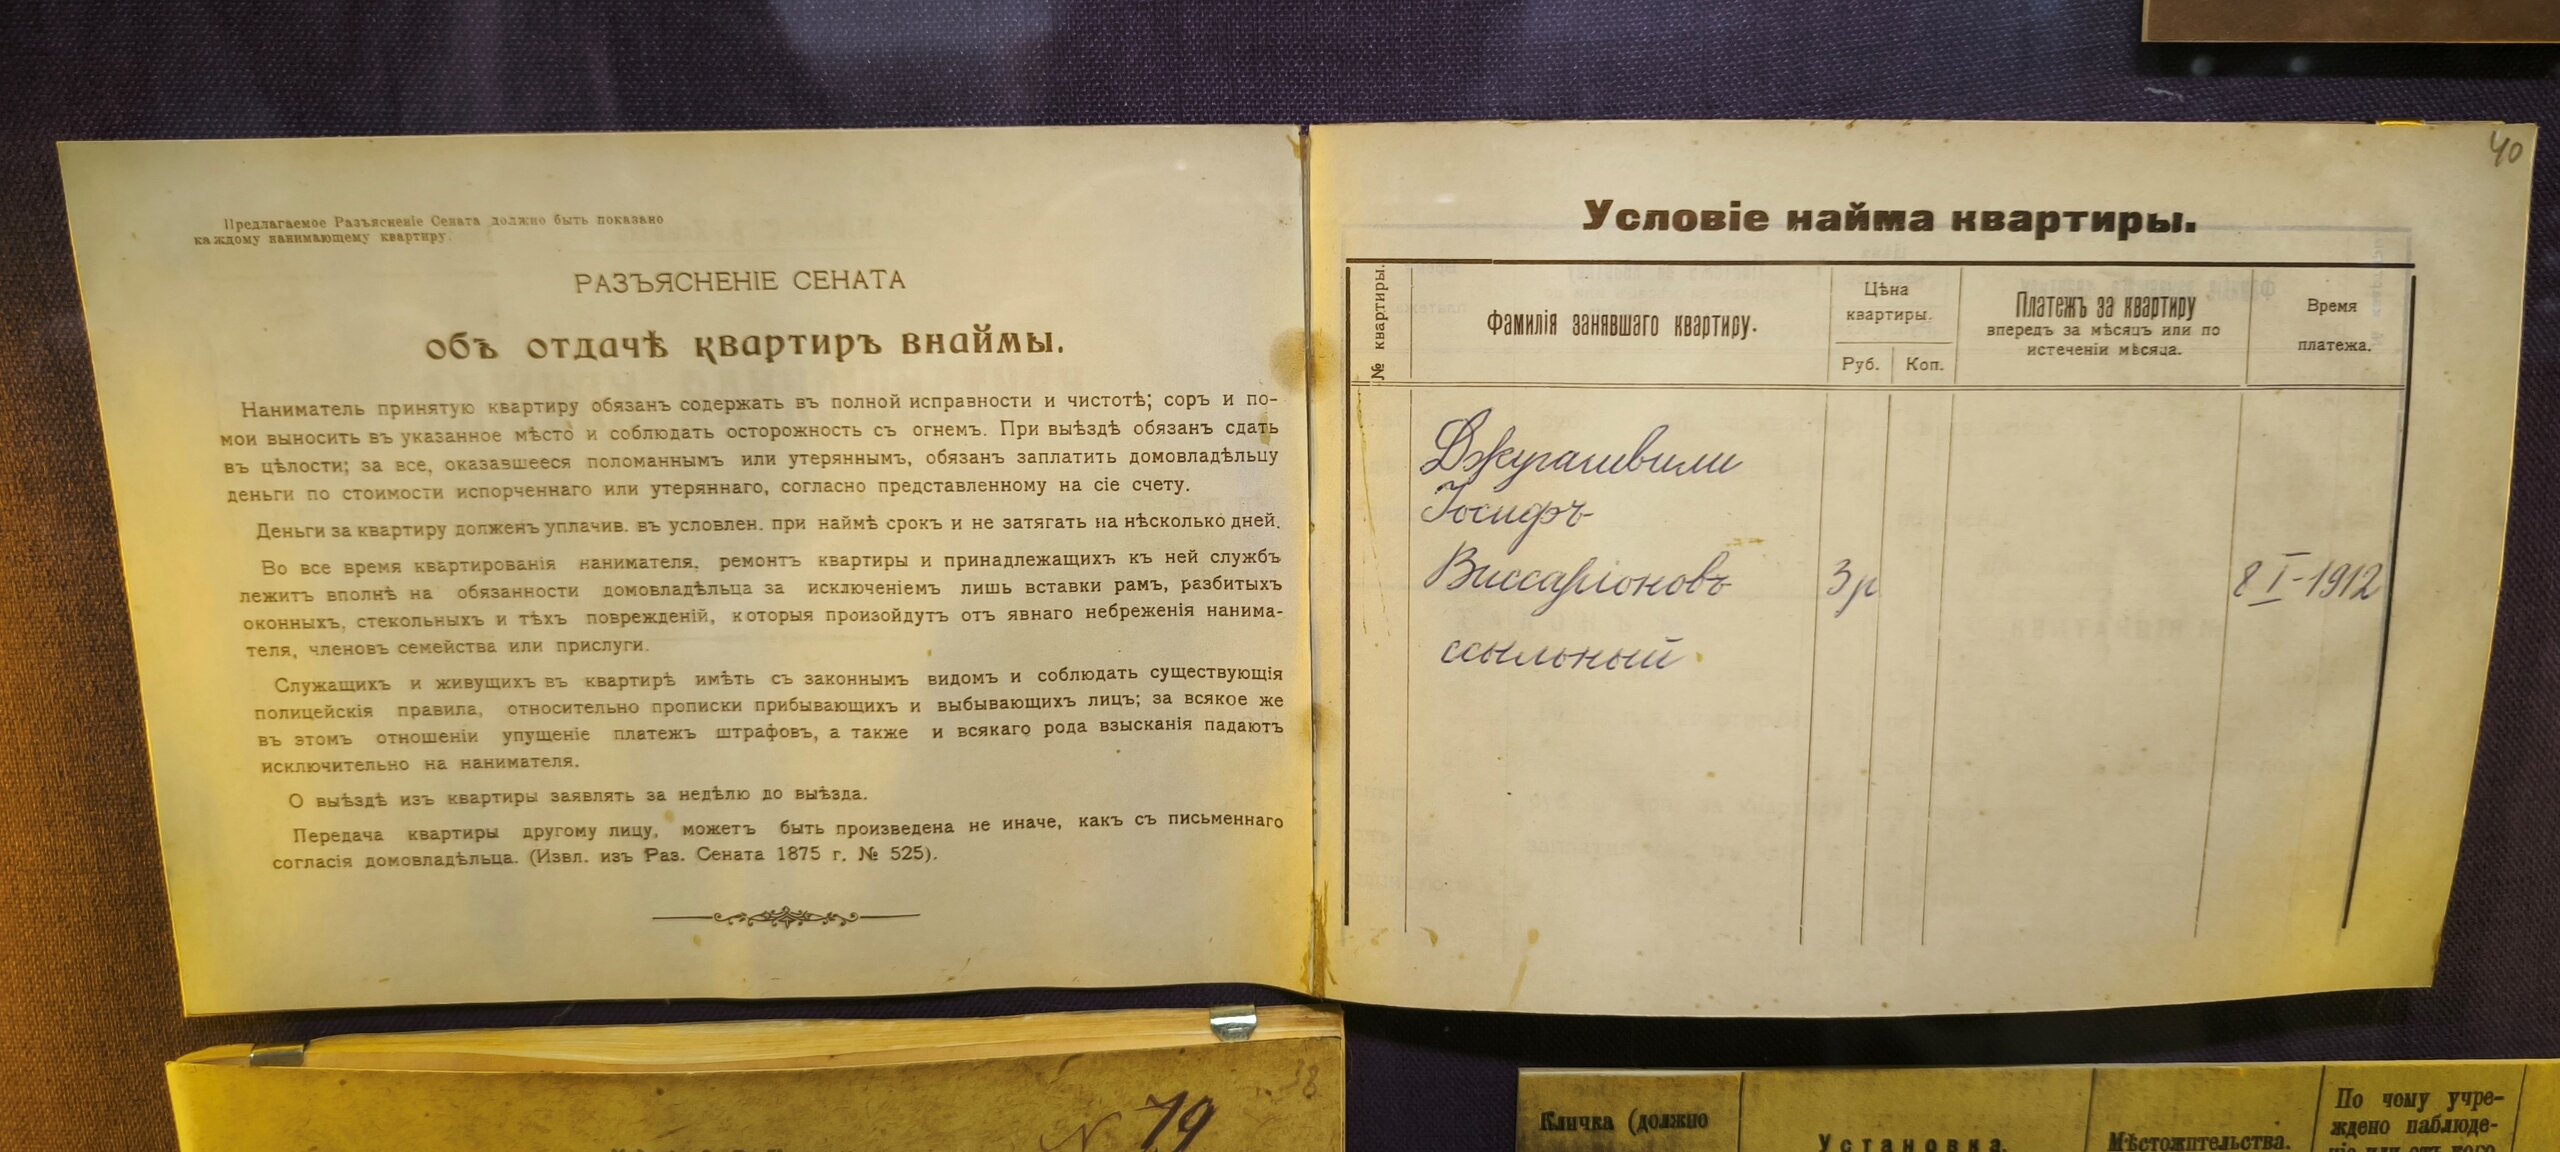 Предлагаемое Разъясненіе Сената должно быть показано
каждому нанимающему квартиру.
РАЗЪЯСНЕНІЕ СЕНАТА
объ отдачѣ квартиръ внаймы.
Наниматель принятую квартиру обязанъ содержать въ полной исправности и чистотѣ; соръ и по-
мои выносить въ указанное мѣсто и соблюдать осторожность съ огнемъ. При выѣздѣ обязанъ сдать
въ цѣлости; за все, оказавшееся поломаннымъ или утеряннымъ, обязанъ заплатить домовладѣльцу
деньги по стоимости испорченнаго или утеряннаго, согласно представленному на сіе счету.
Деньги за квартиру долженъ уплачив. въ условлен. при наймѣ срокъ и не затягать на нѣсколько дней.
Во все время квартированія нанимателя, ремонтъ квартиры и принадлежащихъ къ ней службъ
лежитъ вполнѣ на обязанности домовладѣльца за исключеніемъ лишь вставки рамъ, разбитыхъ
оконныхъ, стекольныхъ и тѣхъ поврежденій, которыя произойдутъ отъ явнаго небреженія нанима-
теля, членовъ семейства или прислуги.
Служащихъ и живущихъ въ квартирѣ имѣть съ законнымъ видомъ и соблюдать существующія
полицейскія правила, относительно прописки прибывающихъ и выбывающихъ лицъ; за всякое же
въ этомъ отношеніи упущеніе платежъ штрафовъ, а также и всякаго рода взысканія падаютъ
исключительно на нанимателя.
О выѣздѣ изъ квартиры заявлять за недѣлю до выѣзда.
Передача квартиры другому лицу, можетъ быть произведена не иначе, какъ съ письменнаго
согласія домовладѣльца. (Извл. изъ Раз. Сената 1875 г. № 525).
40
Условіе найма квартиры.
№ квартиры.
Фамилія занявшаго квартиру.
Цѣна
квартиры.
Руб. Коп.
Платежъ за квартиру
впередъ за мѣсяцъ или по
истеченіи мѣсяца.
Время
платежа.
Джугашвили
Іосифъ
Виссаріоновъ 3р 8 I-1912
ссыльный
38
N 79
Кличка (должно
Установка.
Мѣстожительства.
По чому учре-
ждено наблюде-